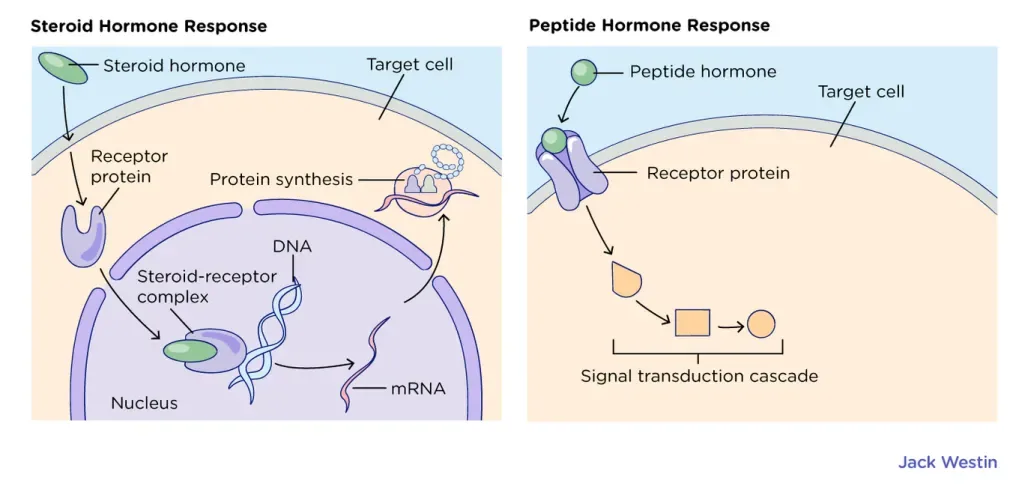 Steroid Hormone Response
Steroid hormone
Target cell
Receptor
protein
Protein synthesis
DNA
Steroid-receptor
complex
mRNA
Nucleus
Peptide Hormone Response
Peptide hormone
Target cell
Receptor protein
Signal transduction cascade
Jack Westin